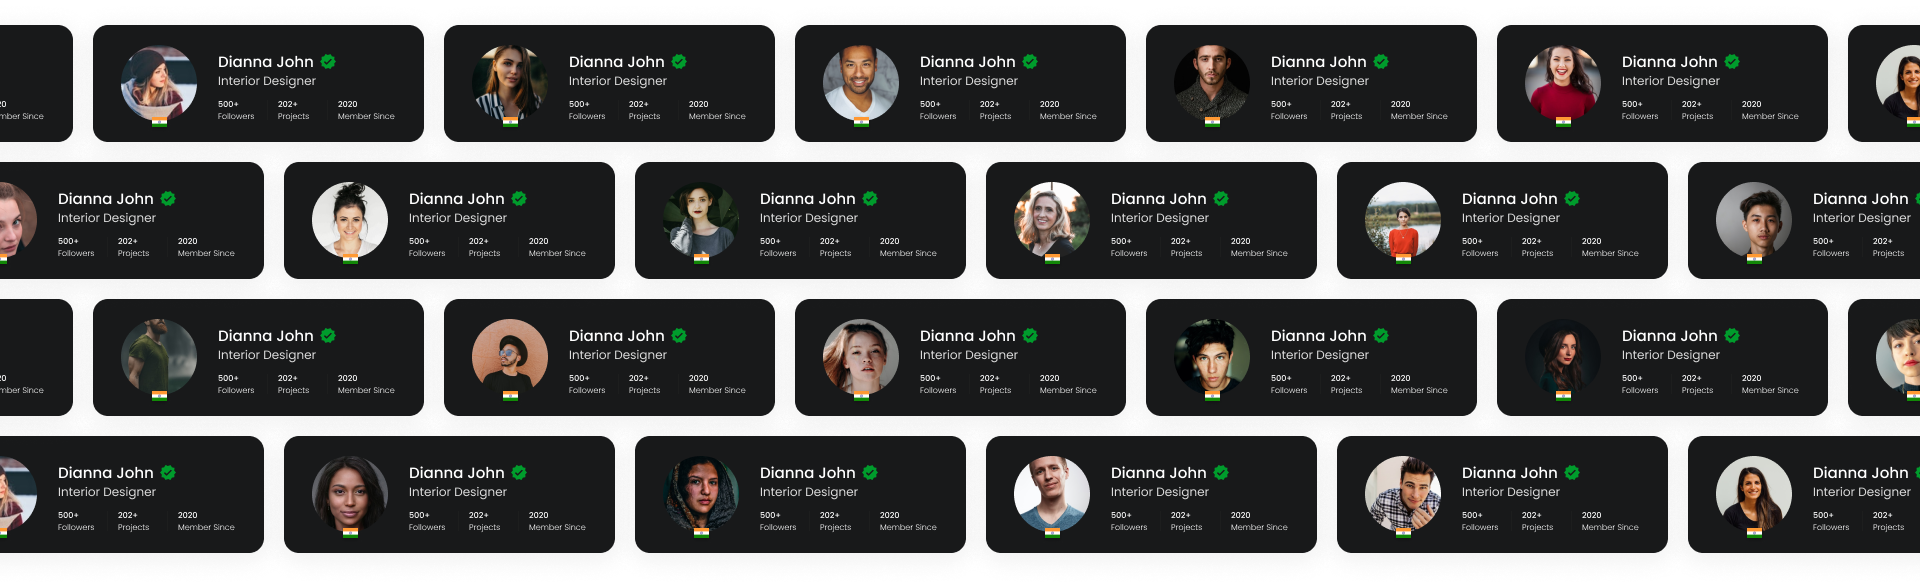 20
mber Since
Dianna John
Interior Designer
500+ 202+ 2020
Followers Projects Member Since
Dianna John
Interior Designer
500+ 202+ 2020
Followers Projects Member Since
Dianna John
Interior Designer
500+ 202+ 2020
Followers Projects Member Since
Dianna John
Interior Designer
500+ 202+ 2020
Followers Projects Member Since
Dianna John
Interior Designer
500+ 202+ 2020
Followers Projects Member Since
Dianna John
Interior Designer
500+ 202+ 2020
Followers Projects Member Since
Dianna John
Interior Designer
500+ 202+ 2020
Followers Projects Member Since
Dianna John
Interior Designer
500+ 202+ 2020
Followers Projects Member Since
Dianna John
Interior Designer
500+ 202+ 2020
Followers Projects Member Since
Dianna John
Interior Designer
500+ 202+ 2020
Followers Projects Member Since
Dianna John
Interior Designer
500+ 202+
Followers Projects
20
mber Since
Dianna John
Interior Designer
500+ 202+ 2020
Followers Projects Member Since
Dianna John
Interior Designer
500+ 202+ 2020
Followers Projects Member Since
Dianna John
Interior Designer
500+ 202+ 2020
Followers Projects Member Since
Dianna John
Interior Designer
500+ 202+ 2020
Followers Projects Member Since
Dianna John
Interior Designer
500+ 202+ 2020
Followers Projects Member Since
Dianna John
Interior Designer
500+ 202+ 2020
Followers Projects Member Since
Dianna John
Interior Designer
500+ 202+ 2020
Followers Projects Member Since
Dianna John
Interior Designer
500+ 202+ 2020
Followers Projects Member Since
Dianna John
Interior Designer
500+ 202+ 2020
Followers Projects Member Since
Dianna John
Interior Designer
500+ 202+ 2020
Followers Projects Member Since
Dianna John
Interior Designer
500+ 202+
Followers Projects